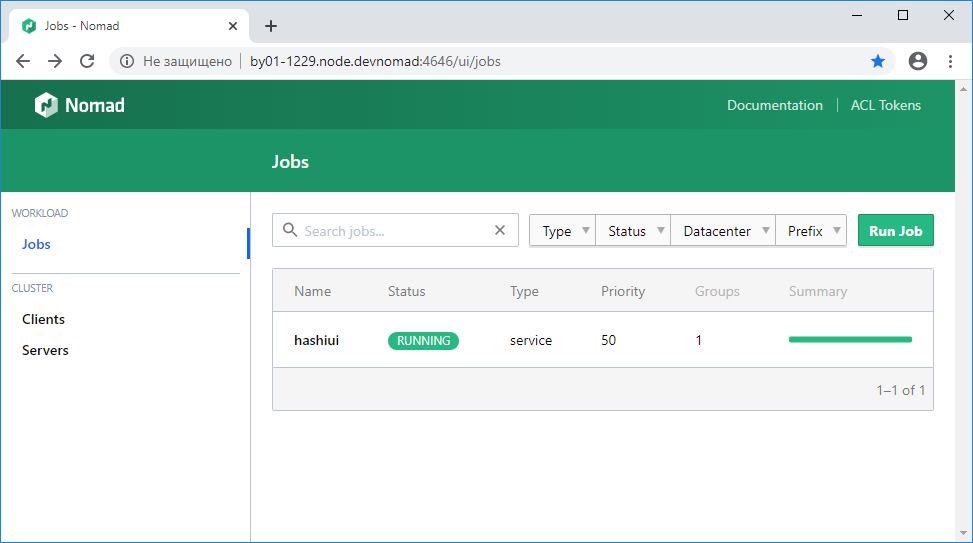 Jobs - Nomad
Не защищено | by01-1229.node.devnomad:4646/ui/jobs
Nomad Documentation ACL Tokens
Jobs
WORKLOAD
Jobs
CLUSTER
Clients
Servers
Search jobs... Type Status Datacenter Prefix Run Job
Name Status Type Priority Groups Summary
hashiui RUNNING service 50 1
1–1 of 1